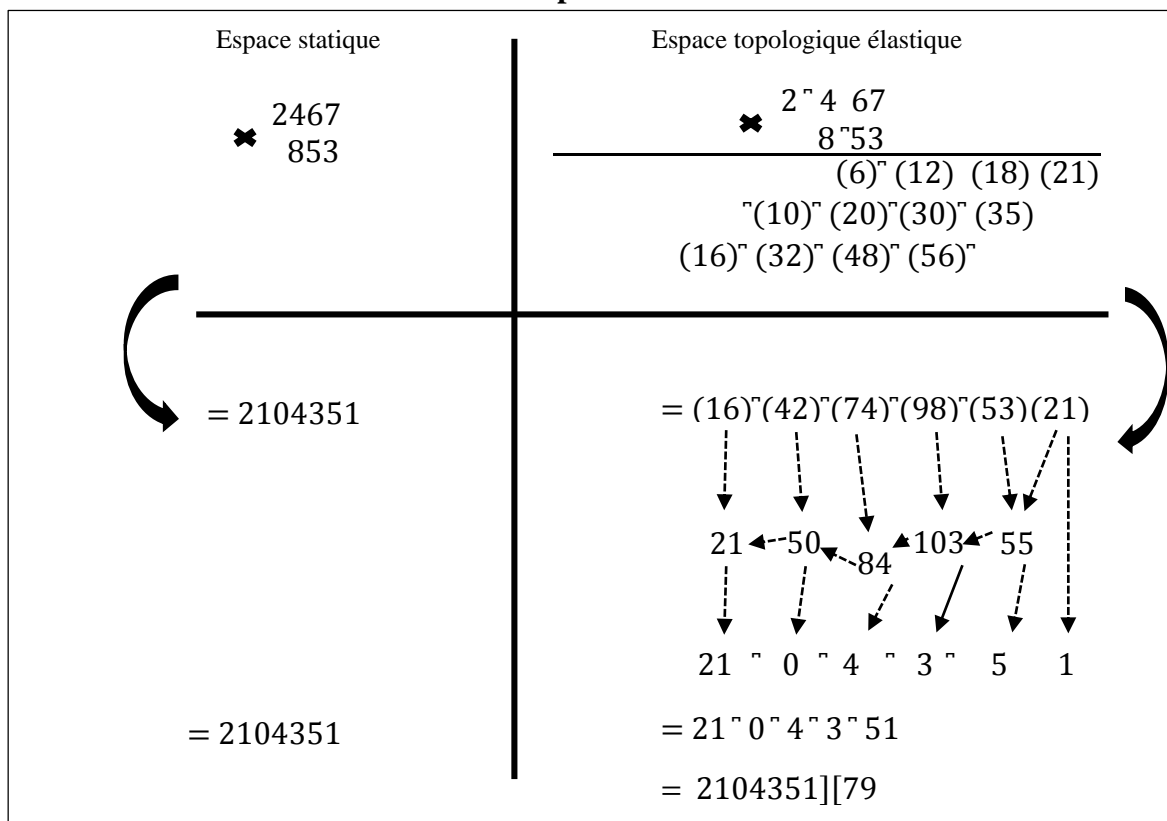 Espace statique
2467
✖ 853
= 2104351
= 2104351
Espace topologique élastique
2 ⌝ 4 67
✖ 8 ⌝53
(6)⌝ (12) (18) (21)
⌝(10)⌝ (20)⌝(30)⌝ (35)
(16)⌝ (32)⌝ (48)⌝ (56)⌝
= (16)⌝(42)⌝(74)⌝(98)⌝(53)(21)
21 50 84 103 55
21 ⌝ 0 ⌝ 4 ⌝ 3 ⌝ 5 1
= 21 ⌝ 0 ⌝ 4 ⌝ 3 ⌝ 51
= 2104351][79